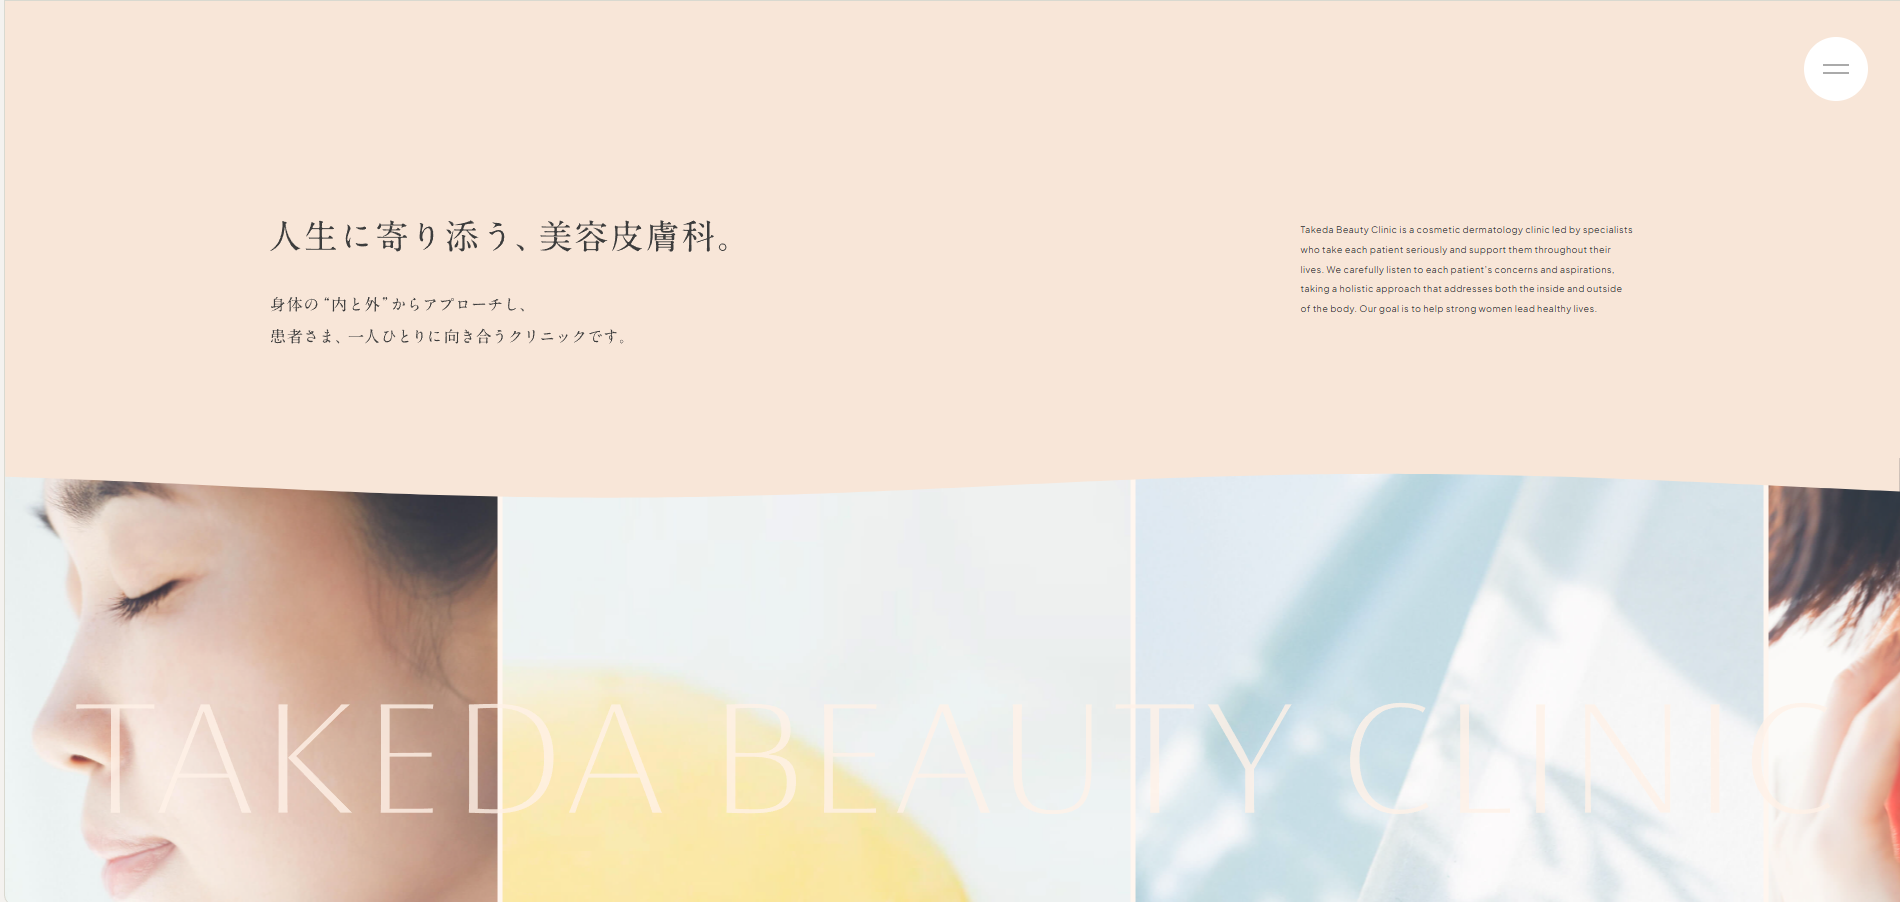 人生に寄り添う、美容皮膚科。
身体の“内と外”からアプローチし、
患者さま、一人ひとりに向き合うクリニックです。
Takeda Beauty Clinic is a cosmetic dermatology clinic led by specialists
who take each patient seriously and support them throughout their
lives. We carefully listen to each patient's concerns and aspirations,
taking a holistic approach that addresses both the inside and outside
of the body. Our goal is to help strong women lead healthy lives.
TAKEDA BEAUTY CLINIC